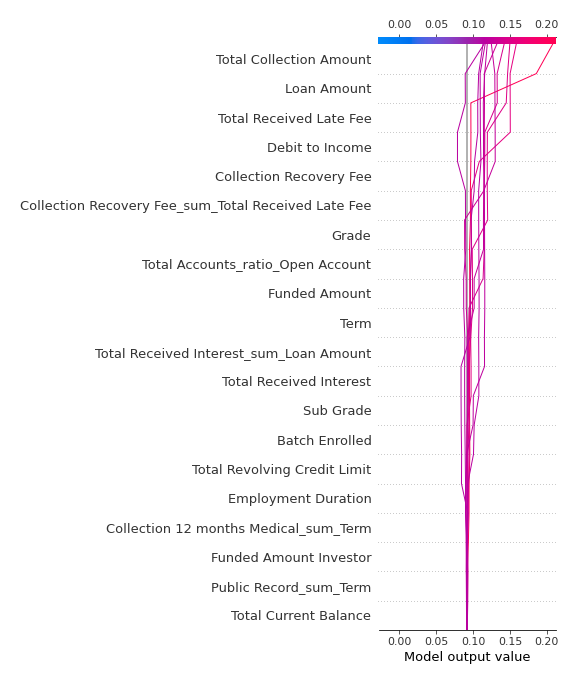 0.00 0.05 0.10 0.15 0.20
Total Collection Amount
Loan Amount
Total Received Late Fee
Debit to Income
Collection Recovery Fee
Collection Recovery Fee_sum_Total Received Late Fee
Grade
Total Accounts_ratio_Open Account
Funded Amount
Term
Total Received Interest_sum_Loan Amount
Total Received Interest
Sub Grade
Batch Enrolled
Total Revolving Credit Limit
Employment Duration
Collection 12 months Medical_sum_Term
Funded Amount Investor
Public Record_sum_Term
Total Current Balance
0.00 0.05 0.10 0.15 0.20
Model output value